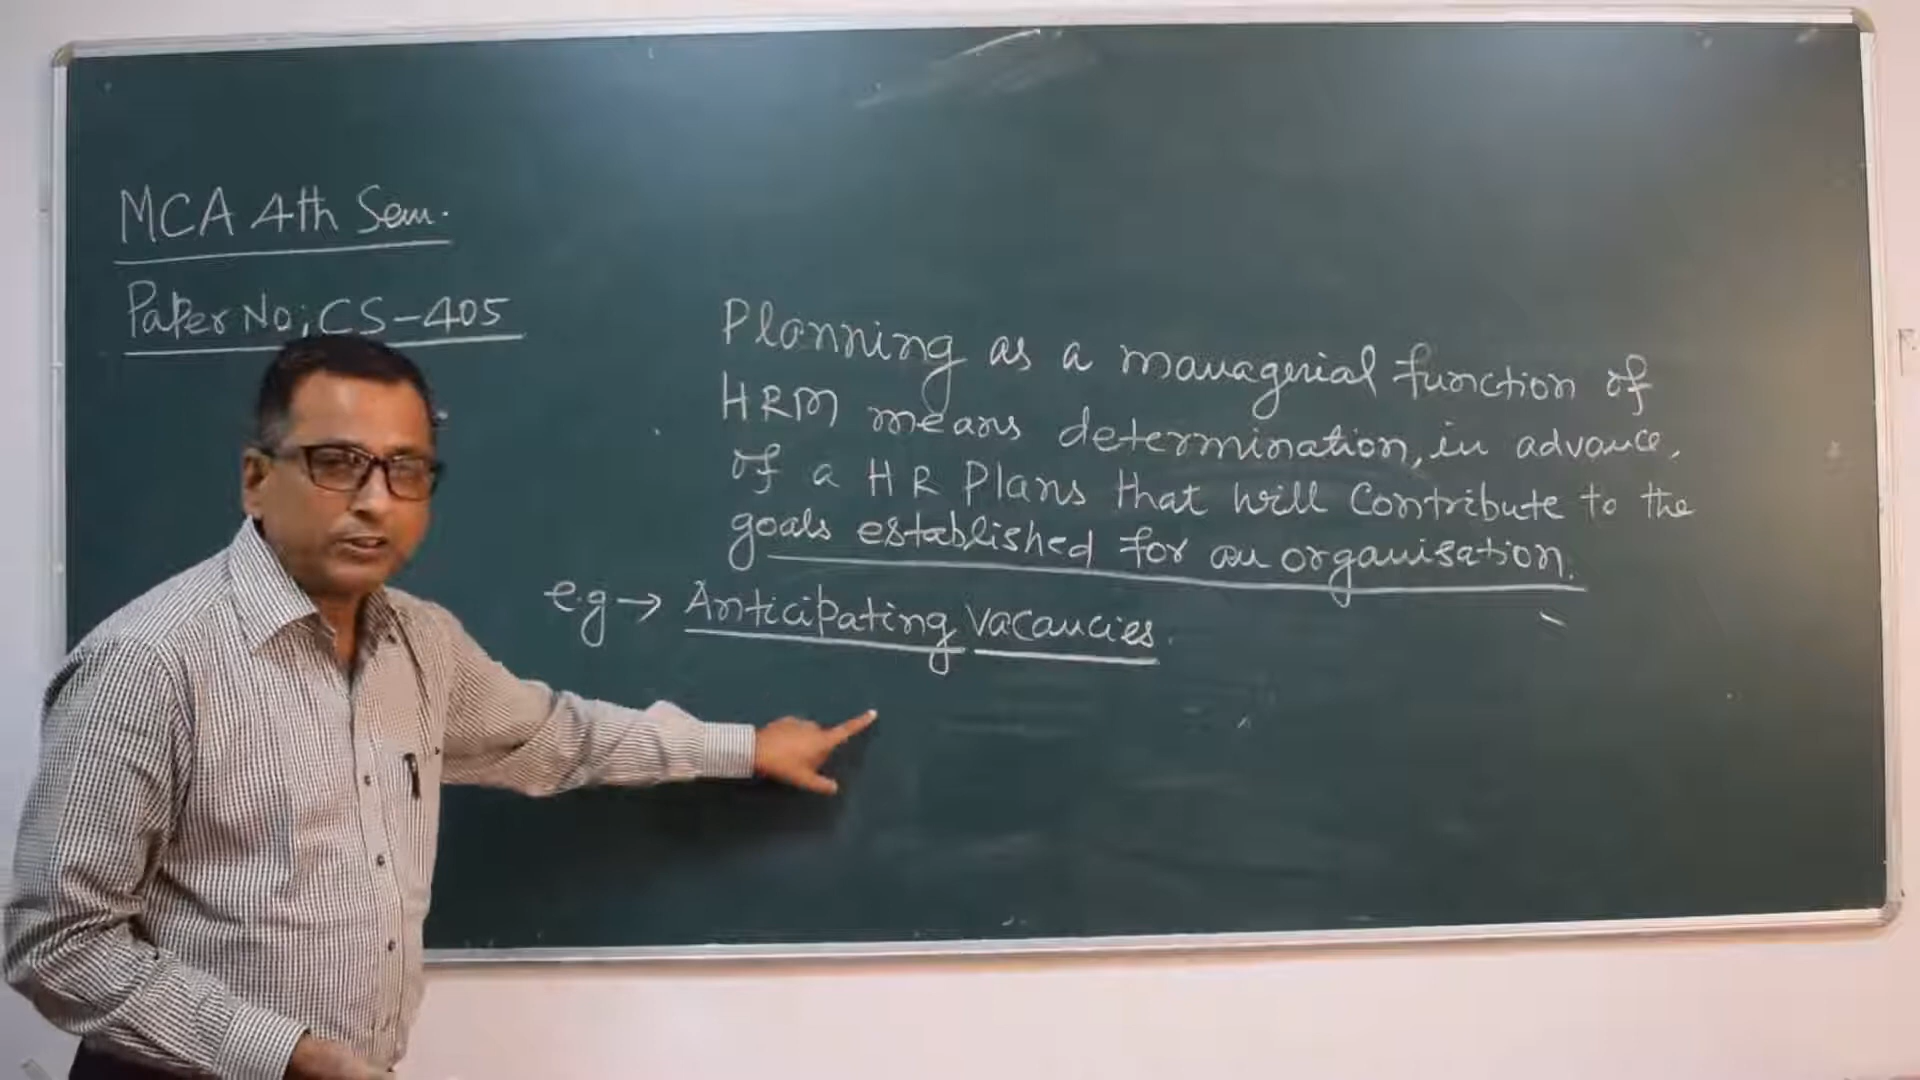 MCA 4th Sem.
Paper No; CS-405
Planning as a managerial function of
HRM means determination, in advance,
of a HR Plans that will contribute to the
goals established for an organisation.
e.g → Anticipating vacancies.